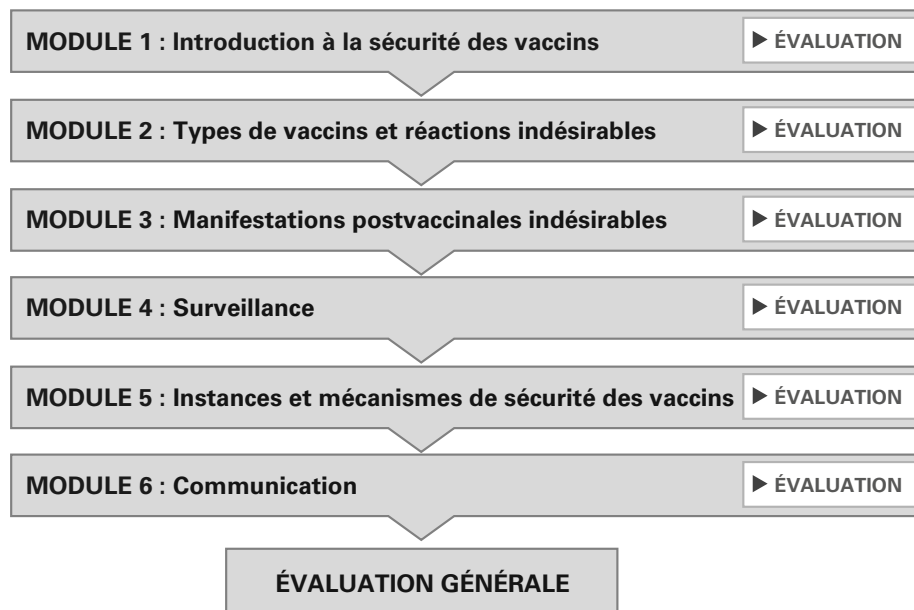 MODULE 1 : Introduction à la sécurité des vaccins ▶ ÉVALUATION
MODULE 2 : Types de vaccins et réactions indésirables ▶ ÉVALUATION
MODULE 3 : Manifestations postvaccinales indésirables ▶ ÉVALUATION
MODULE 4 : Surveillance ▶ ÉVALUATION
MODULE 5 : Instances et mécanismes de sécurité des vaccins ▶ ÉVALUATION
MODULE 6 : Communication ▶ ÉVALUATION
ÉVALUATION GÉNÉRALE